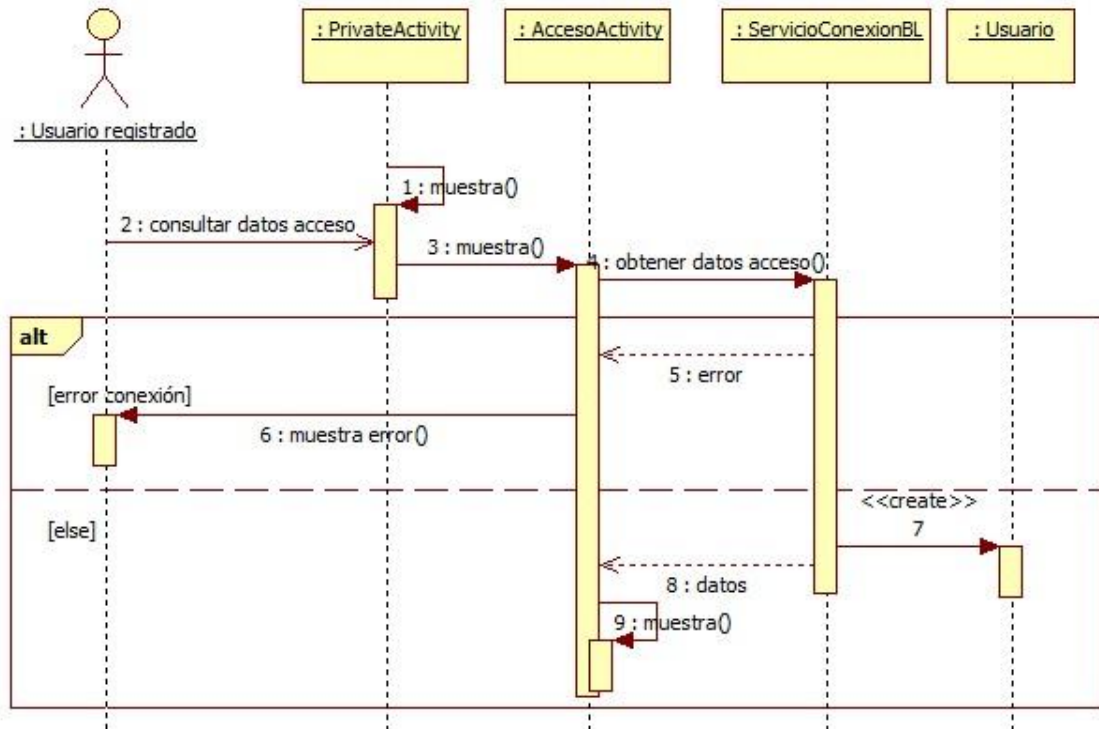 : PrivateActivity
: AccesoActivity
: ServicioConexionBL
: Usuario
: Usuario registrado
1 : muestra()
2 : consultar datos acceso
3 : muestra()
4 : obtener datos acceso()
alt
5 : error
[error conexión]
6 : muestra error()
<<create>>
7
[else]
8 : datos
9 : muestra()